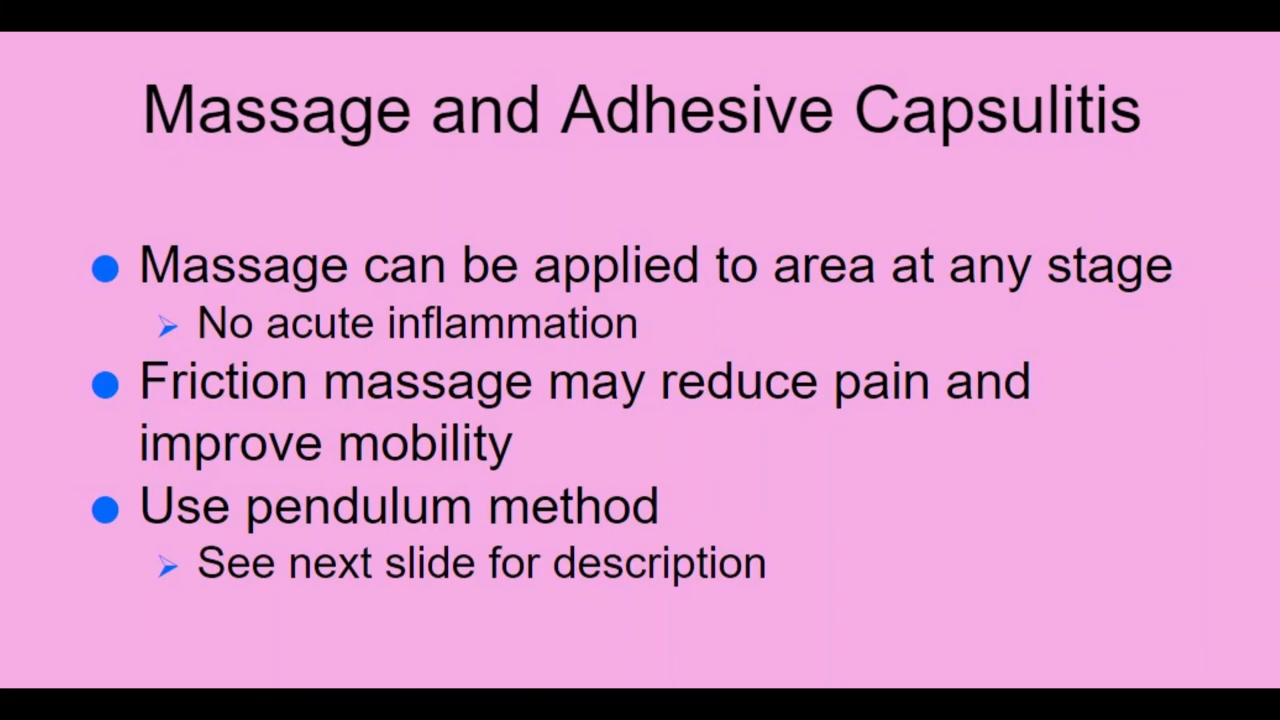 Massage and Adhesive Capsulitis
Massage can be applied to area at any stage
No acute inflammation
Friction massage may reduce pain and
improve mobility
Use pendulum method
See next slide for description